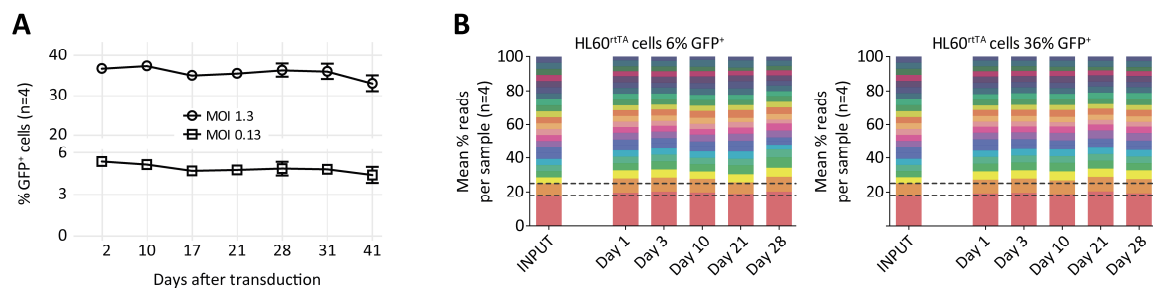 A
% GFP⁺ cells (n=4)
40
30
20
6
3
0
MOI 1.3
MOI 0.13
2 10 17 21 28 31 41
Days after transduction
B
HL60ʳᵗᵀᴬ cells 6% GFP⁺
Mean % reads
per sample (n=4)
100
80
60
40
20
0
INPUT Day 1 Day 3 Day 10 Day 21 Day 28
HL60ʳᵗᵀᴬ cells 36% GFP⁺
Mean % reads
per sample (n=4)
100
80
60
40
20
INPUT Day 1 Day 3 Day 10 Day 21 Day 28